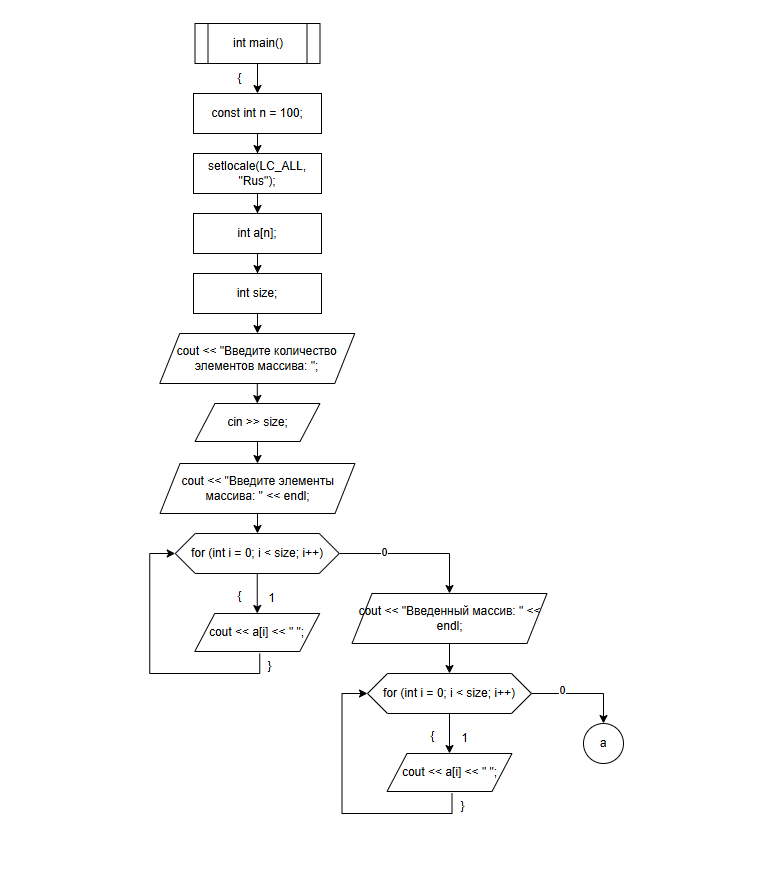 int main()
{
const int n = 100;
setlocale(LC_ALL,
"Rus");
int a[n];
int size;
cout << "Введите количество
элементов массива: ";
cin >> size;
cout << "Введите элементы
массива: " << endl;
for (int i = 0; i < size; i++)
0
{
1
cout << a[i] << " ";
}
cout << "Введенный массив: " <<
endl;
for (int i = 0; i < size; i++)
0
a
{
1
cout << a[i] << " ";
}